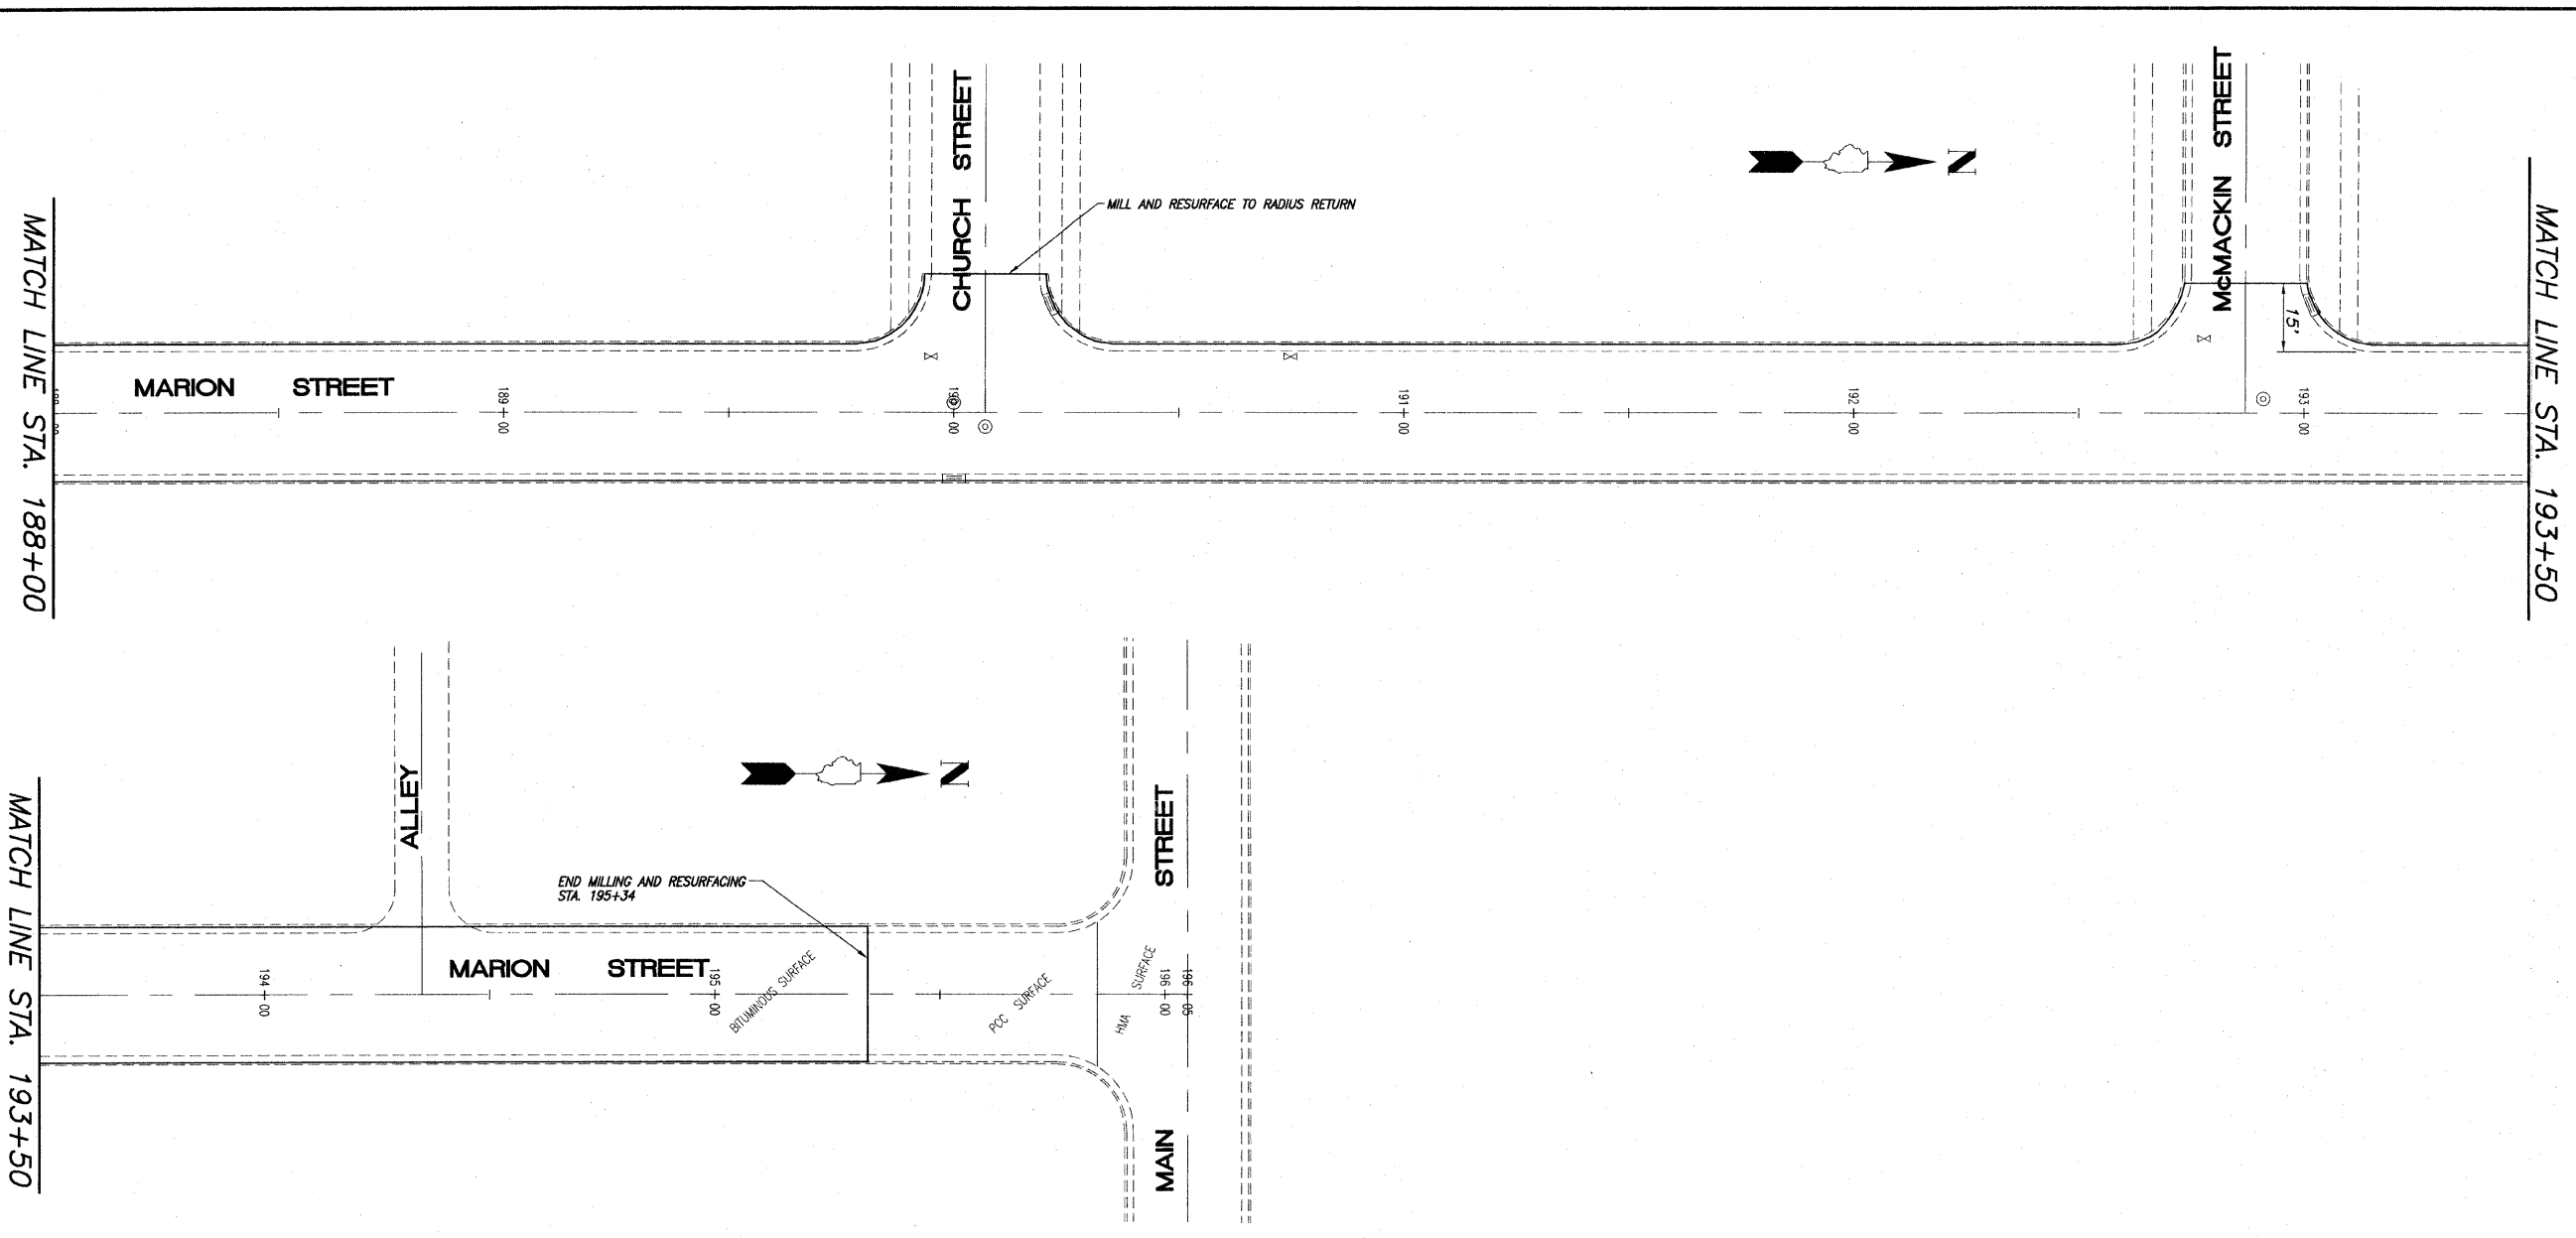 CHURCH STREET
McMACKIN STREET
N
MILL AND RESURFACE TO RADIUS RETURN
15'
MATCH LINE STA. 188+00
MATCH LINE STA. 193+50
MARION STREET
189+00
191+00
192+00
193+00
ALLEY
N
STREET
END MILLING AND RESURFACING
STA. 195+34
MARION STREET
194+00
195+00
BITUMINOUS SURFACE
PCC SURFACE
HMA SURFACE
196+00
196+05
MAIN
MATCH LINE STA. 193+50